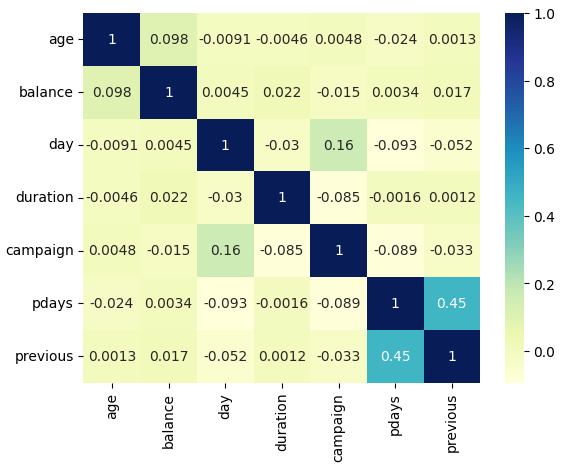 age 1 0.098 -0.0091 -0.0046 0.0048 -0.024 0.0013
balance 0.098 1 0.0045 0.022 -0.015 0.0034 0.017
day -0.0091 0.0045 1 -0.03 0.16 -0.093 -0.052
duration -0.0046 0.022 -0.03 1 -0.085 -0.0016 0.0012
campaign 0.0048 -0.015 0.16 -0.085 1 -0.089 -0.033
pdays -0.024 0.0034 -0.093 -0.0016 -0.089 1 0.45
previous 0.0013 0.017 -0.052 0.0012 -0.033 0.45 1
age balance day duration campaign pdays previous
1.0
0.8
0.6
0.4
0.2
0.0